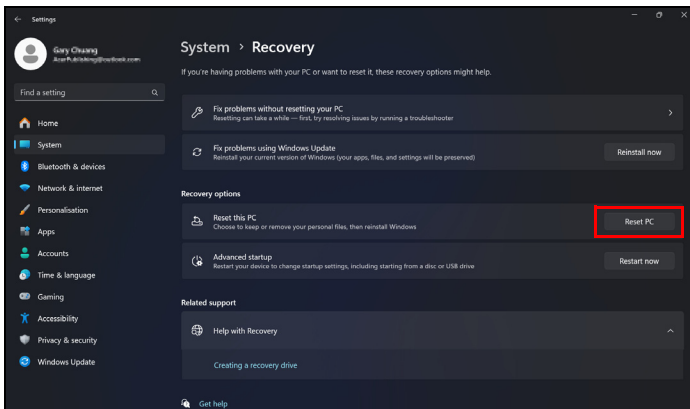 Settings
Gary Chuang
AcerPublishing@outlook.com
Find a setting
Home
System
Bluetooth & devices
Network & internet
Personalisation
Apps
Accounts
Time & language
Gaming
Accessibility
Privacy & security
Windows Update
System > Recovery
If you're having problems with your PC or want to reset it, these recovery options might help.
Fix problems without resetting your PC
Resetting can take a while — first, try resolving issues by running a troubleshooter
Fix problems using Windows Update
Reinstall your current version of Windows (your apps, files, and settings will be preserved)
Reinstall now
Recovery options
Reset this PC
Choose to keep or remove your personal files, then reinstall Windows
Reset PC
Advanced startup
Restart your device to change startup settings, including starting from a disc or USB drive
Restart now
Related support
Help with Recovery
Creating a recovery drive
Get help